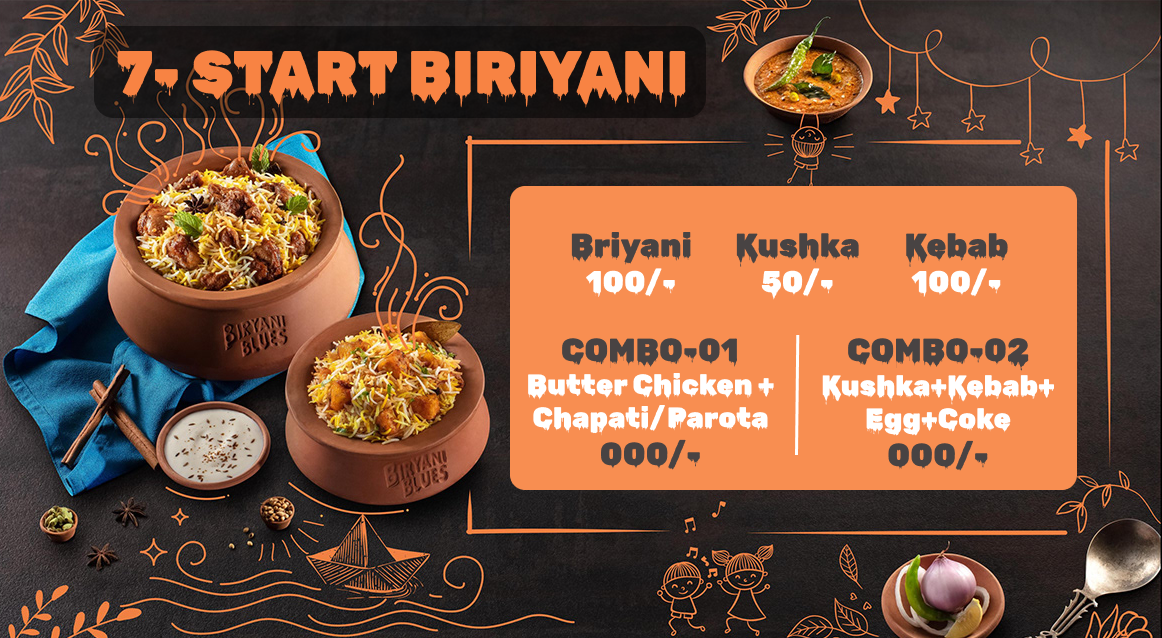 7- START BIRIYANI
BIRYANI
BLUES
BIRYANI
BLUES
Briyani Kushka Kebab
100/- 50/- 100/-
COMBO-01
Butter Chicken +
Chapati/Parota
000/-
COMBO-02
Kushka+Kebab+
Egg+Coke
000/-